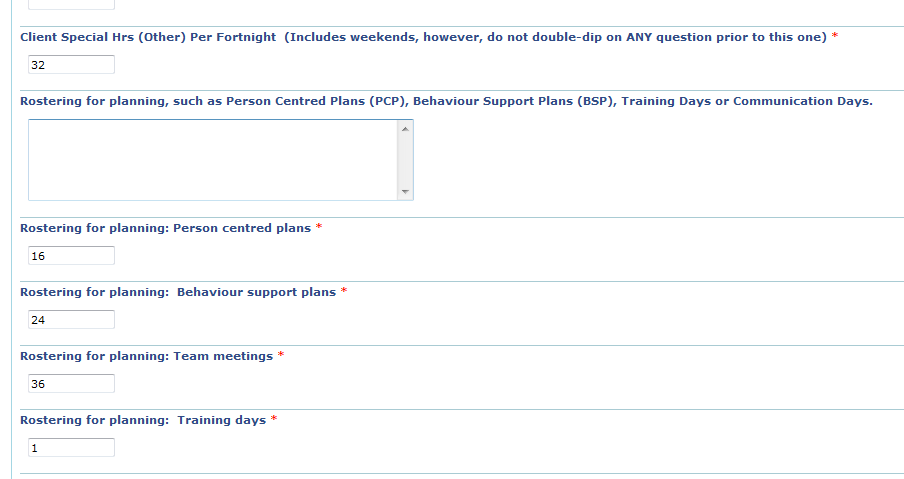 Client Special Hrs (Other) Per Fortnight  (Includes weekends, however, do not double-dip on ANY question prior to this one) *
32
Rostering for planning, such as Person Centred Plans (PCP), Behaviour Support Plans (BSP), Training Days or Communication Days.
Rostering for planning: Person centred plans *
16
Rostering for planning:  Behaviour support plans *
24
Rostering for planning: Team meetings *
36
Rostering for planning:  Training days *
1